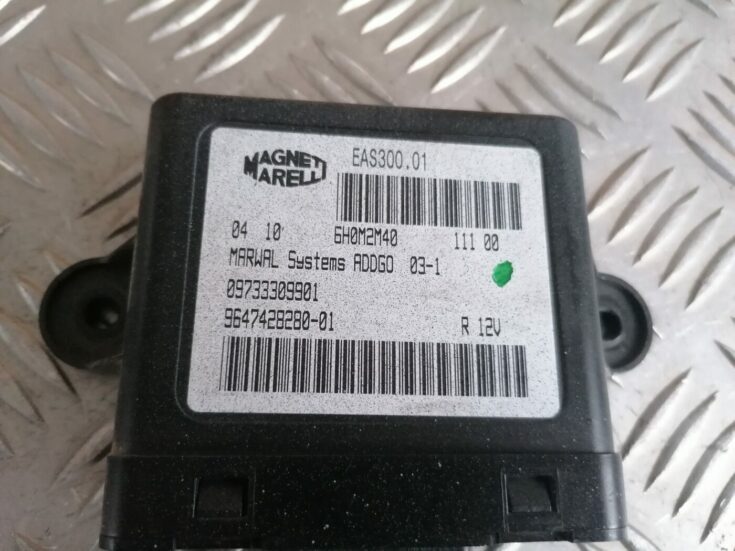 MAGNETI MARELLI
EAS300.01
04 10 6H0M2M40 111 00
MARWAL Systems ADDGO 03-1
09733309901
9647428280-01 R 12V